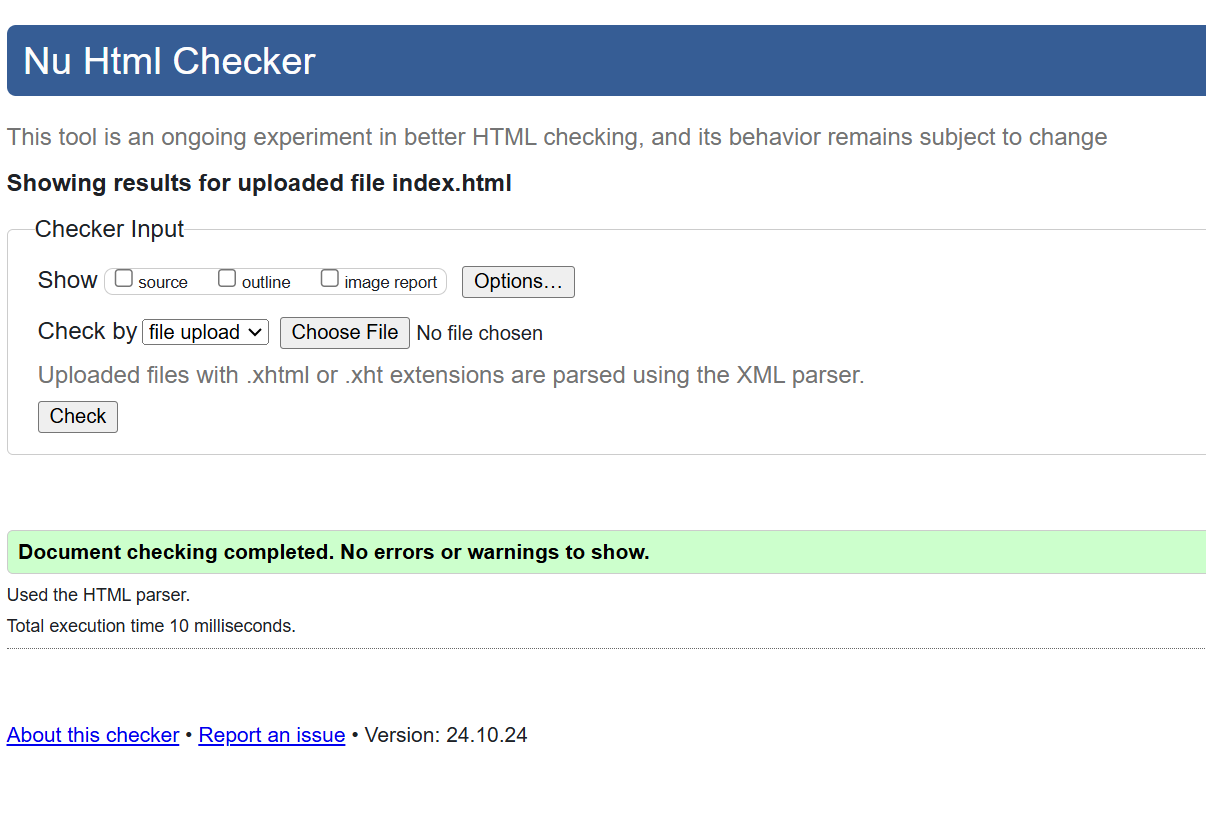 Nu Html Checker
This tool is an ongoing experiment in better HTML checking, and its behavior remains subject to change
Showing results for uploaded file index.html
Checker Input
Show source outline image report Options…
Check by file upload Choose File No file chosen
Uploaded files with .xhtml or .xht extensions are parsed using the XML parser.
Check
Document checking completed. No errors or warnings to show.
Used the HTML parser.
Total execution time 10 milliseconds.
About this checker • Report an issue • Version: 24.10.24